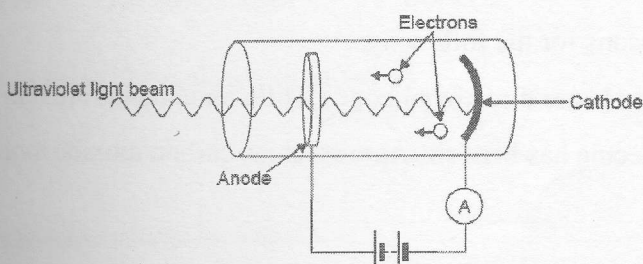 Electrons
Ultraviolet light beam
Cathode
Anode
A